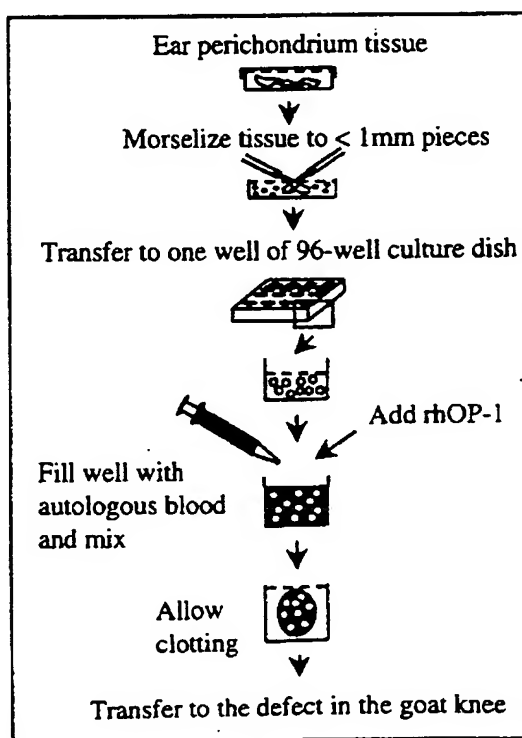 Ear perichondrium tissue
Morselize tissue to < 1mm pieces
Transfer to one well of 96-well culture dish
Add rhOP-1
Fill well with
autologous blood
and mix
Allow
clotting
Transfer to the defect in the goat knee